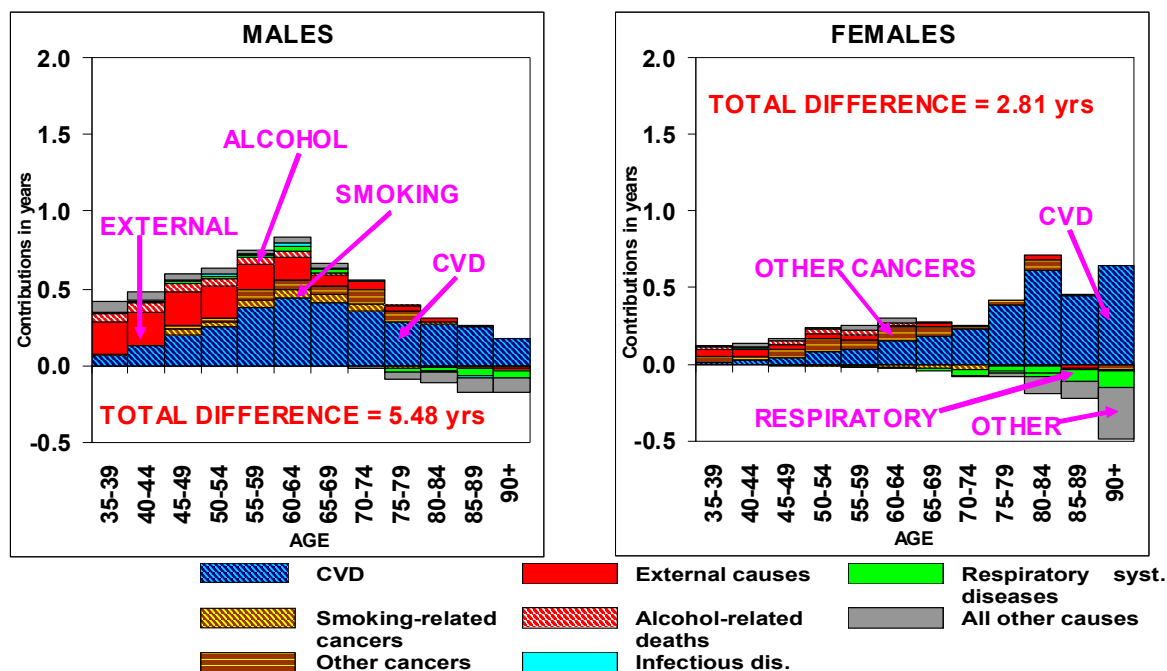 MALES
2.0
1.5
1.0
0.5
0.0
-0.5
Contributions in years
ALCOHOL
SMOKING
EXTERNAL
CVD
TOTAL DIFFERENCE = 5.48 yrs
35-39
40-44
45-49
50-54
55-59
60-64
65-69
70-74
75-79
80-84
85-89
90+
AGE
FEMALES
2.0
1.5
1.0
0.5
0.0
-0.5
Contributions in years
TOTAL DIFFERENCE = 2.81 yrs
CVD
OTHER CANCERS
RESPIRATORY
OTHER
35-39
40-44
45-49
50-54
55-59
60-64
65-69
70-74
75-79
80-84
85-89
90+
AGE
CVD
External causes
Respiratory syst.
diseases
Smoking-related
cancers
Alcohol-related
deaths
All other causes
Other cancers
Infectious dis.